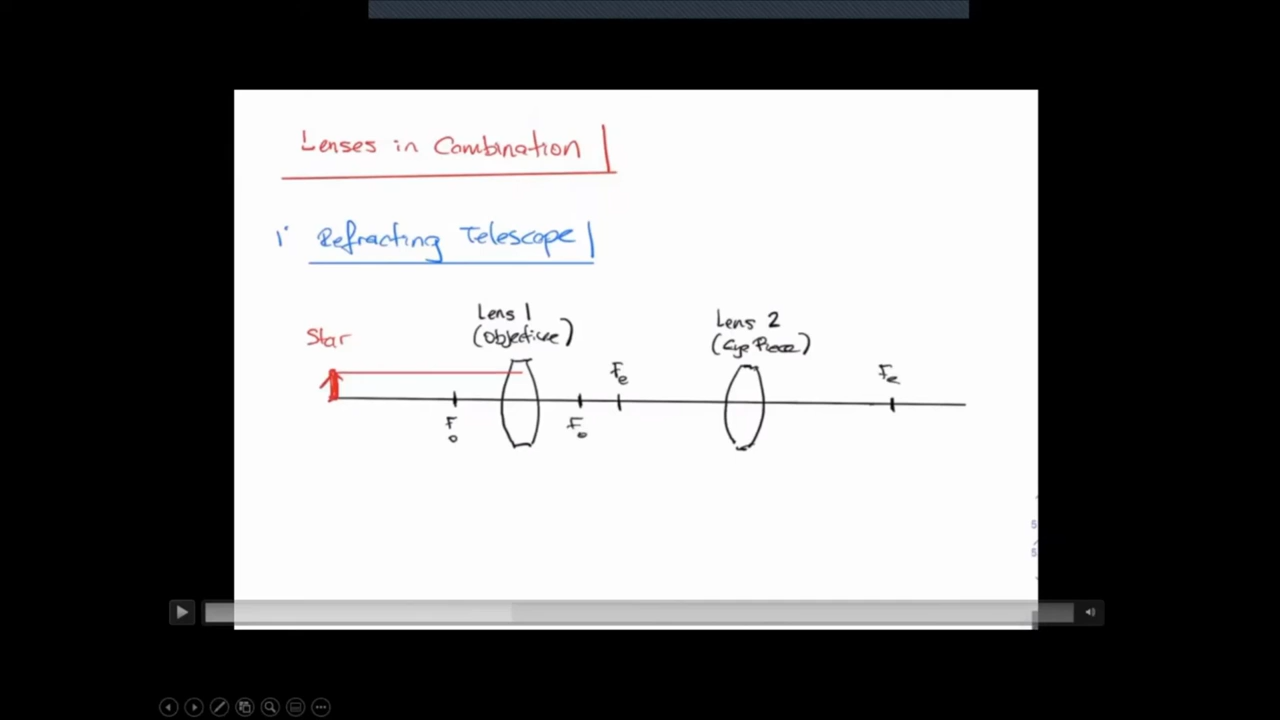 Lenses in Combination
1. Refracting Telescope
Star
Lens 1
(Objective)
Lens 2
(Eye Piece)
Fo
Fo
Fe
Fe